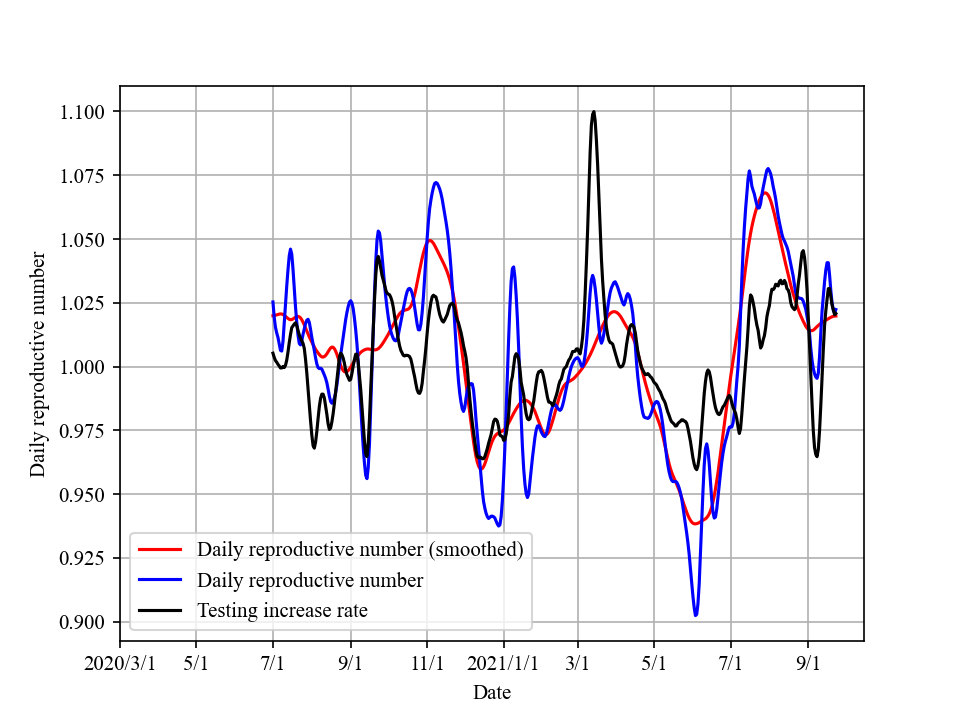 1.100
1.075
1.050
1.025
1.000
0.975
0.950
0.925
0.900
Daily reproductive number
Daily reproductive number (smoothed)
Daily reproductive number
Testing increase rate
2020/3/1 5/1 7/1 9/1 11/1 2021/1/1 3/1 5/1 7/1 9/1
Date